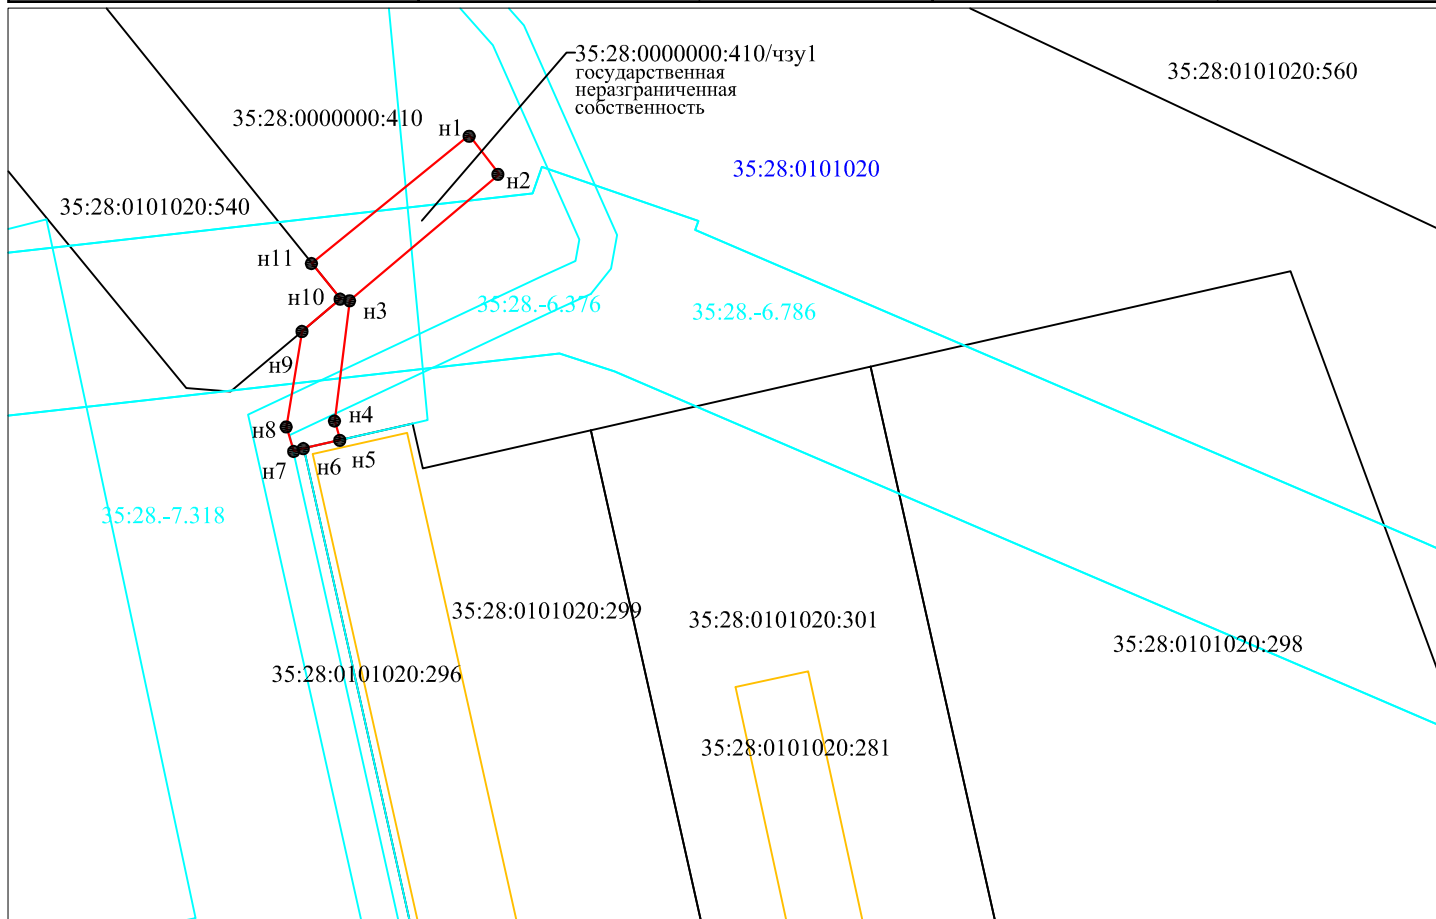 35:28:0000000:410/чзу1
государственная
неразграниченная
собственность
35:28:0101020:560
35:28:0000000:410
н1
35:28:0101020
н2
35:28:0101020:540
н11
н10
н3
35:28.-6.376
35:28.-6.786
н9
н4
н8
н5
н6
н7
35:28.-7.318
35:28:0101020:299
35:28:0101020:301
35:28:0101020:298
35:28:0101020:296
35:28:0101020:281